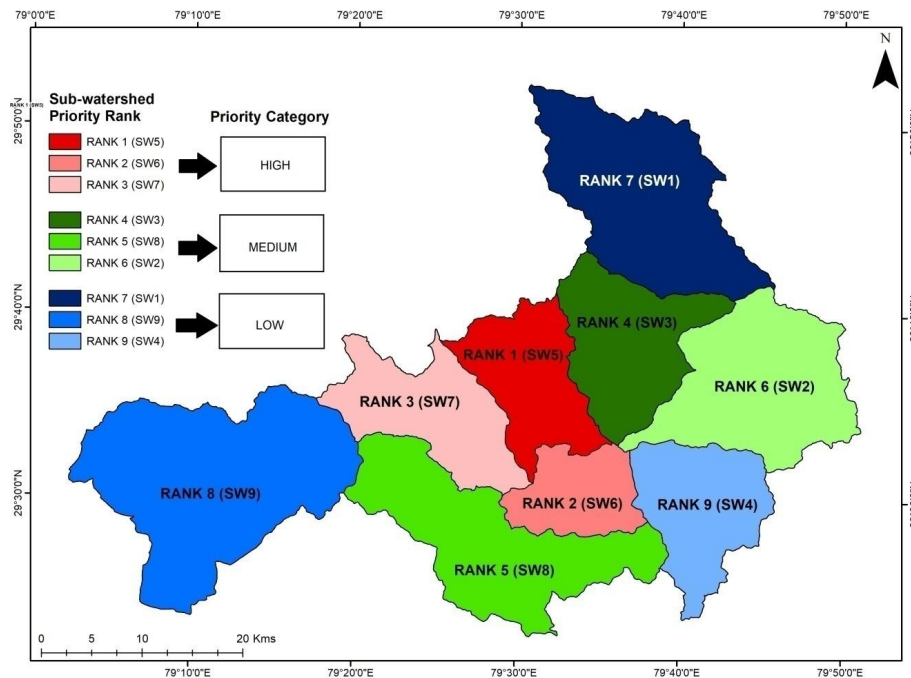 79°0'0"E 79°10'0"E 79°20'0"E 79°30'0"E 79°40'0"E 79°50'0"E
N
RANK 1 (SW5)
Sub-watershed
Priority Rank
Priority Category
29°50'0"N
RANK 1 (SW5)
RANK 2 (SW6)
RANK 3 (SW7)
HIGH
RANK 4 (SW3)
RANK 5 (SW8)
RANK 6 (SW2)
MEDIUM
RANK 7 (SW1)
RANK 8 (SW9)
RANK 9 (SW4)
LOW
29°40'0"N
29°30'0"N
RANK 7 (SW1)
RANK 4 (SW3)
RANK 1 (SW5)
RANK 6 (SW2)
RANK 3 (SW7)
RANK 8 (SW9)
RANK 2 (SW6)
RANK 9 (SW4)
RANK 5 (SW8)
0 5 10 20 Kms
79°10'0"E 79°20'0"E 79°30'0"E 79°40'0"E 79°50'0"E